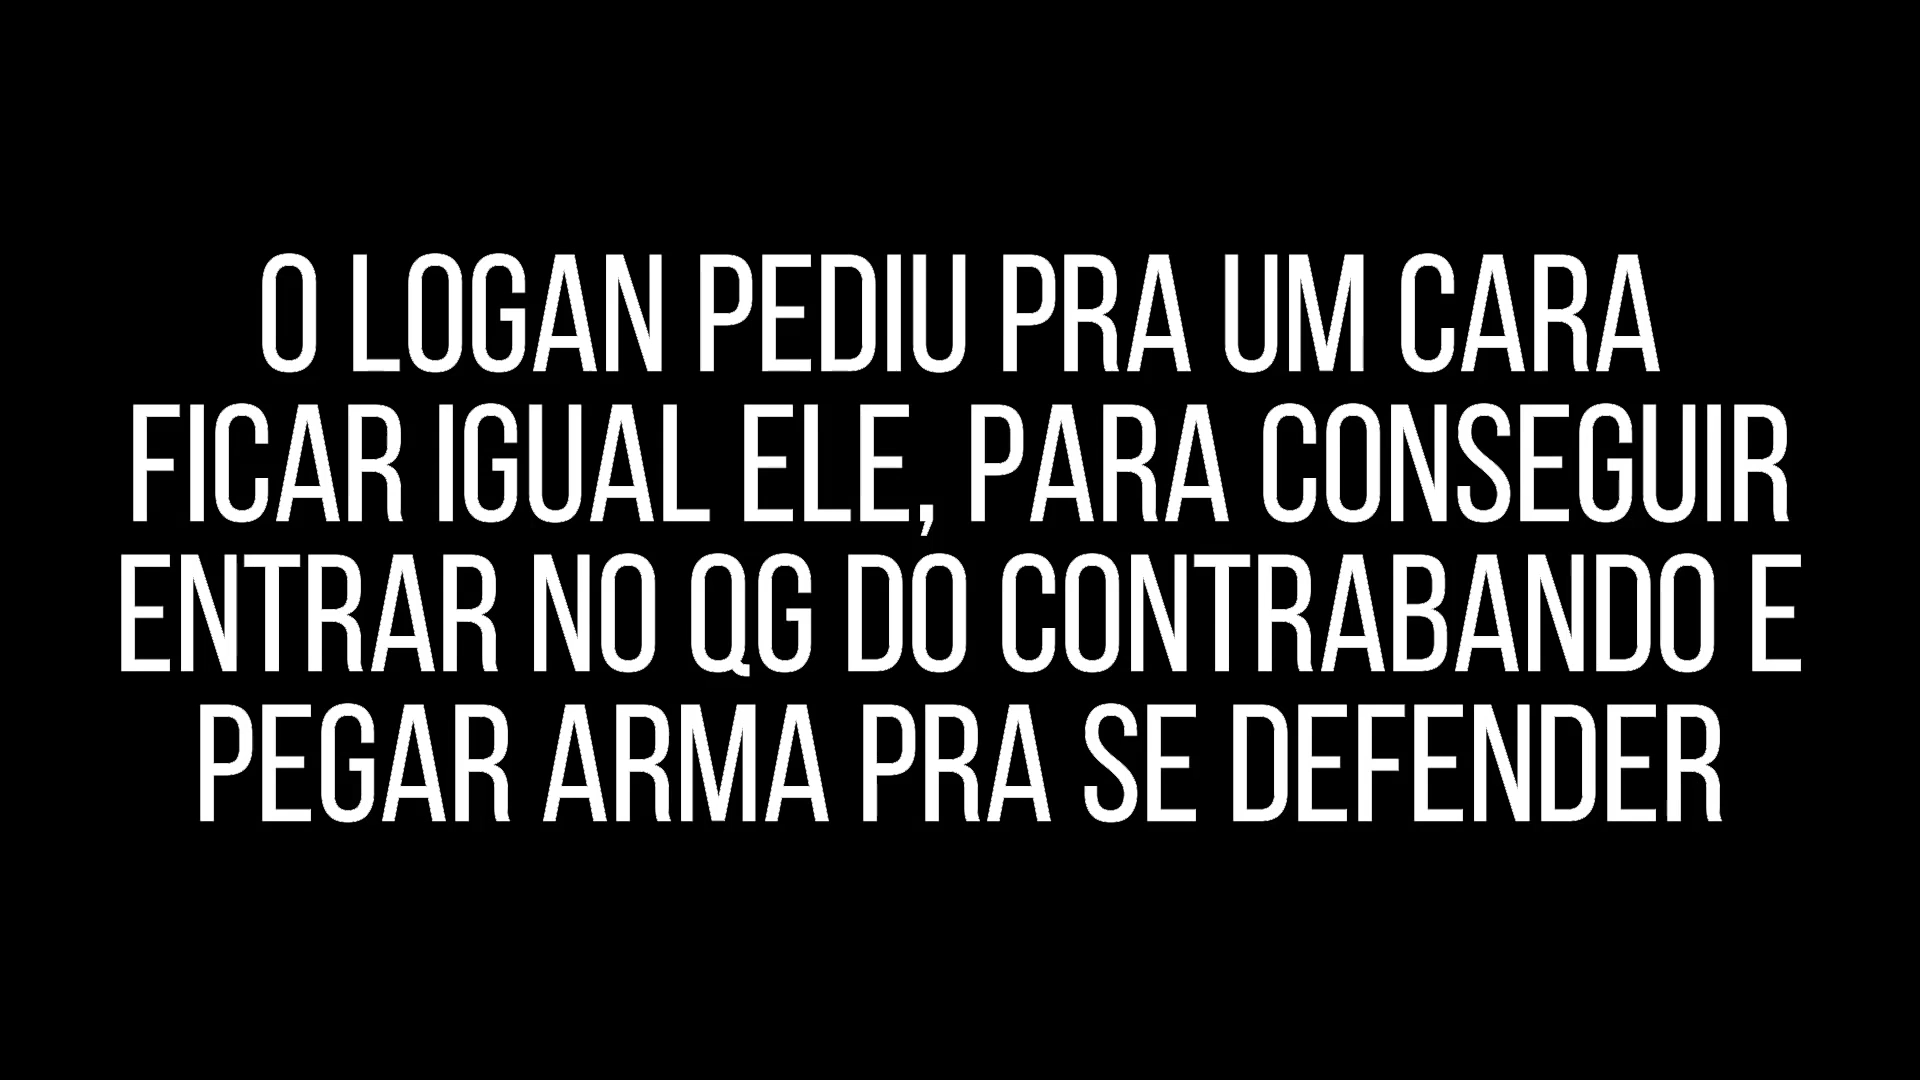 O LOGAN PEDIU PRA UM CARA
FICAR IGUAL ELE, PARA CONSEGUIR
ENTRAR NO QG DO CONTRABANDO E
PEGAR ARMA PRA SE DEFENDER